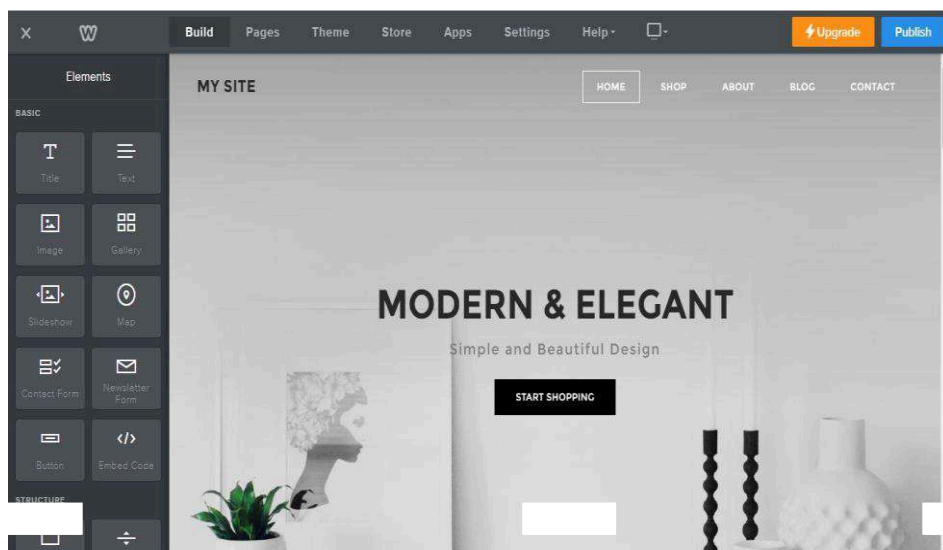 Build Pages Theme Store Apps Settings Help Upgrade Publish
Elements
BASIC
Title Text
Image Gallery
Slideshow Map
Contact Form Newsletter Form
Button Embed Code
STRUCTURE
MY SITE
HOME SHOP ABOUT BLOG CONTACT
MODERN & ELEGANT
Simple and Beautiful Design
START SHOPPING